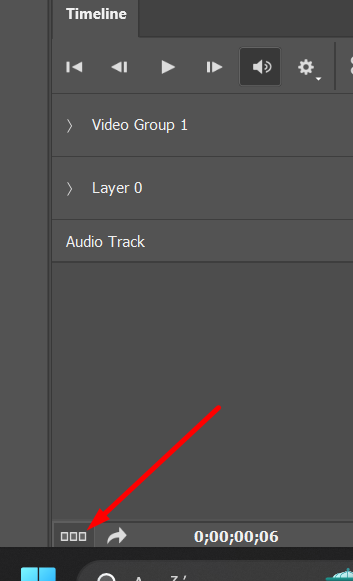 Timeline
Video Group 1
Layer 0
Audio Track
0;00;00;06